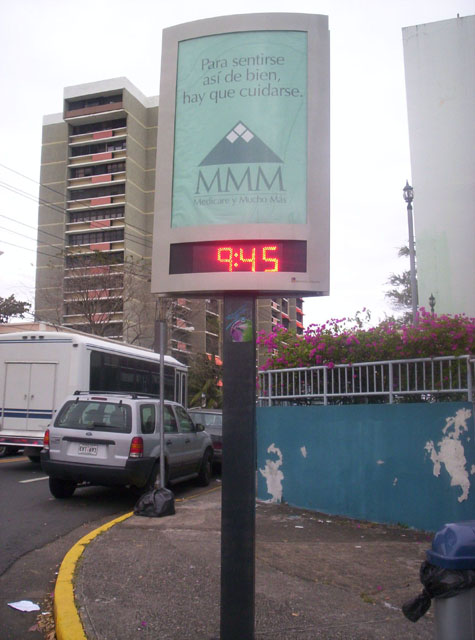 Para sentirse
así de bien,
hay que cuidarse.
MMM
Medicare y Mucho Más
9:45